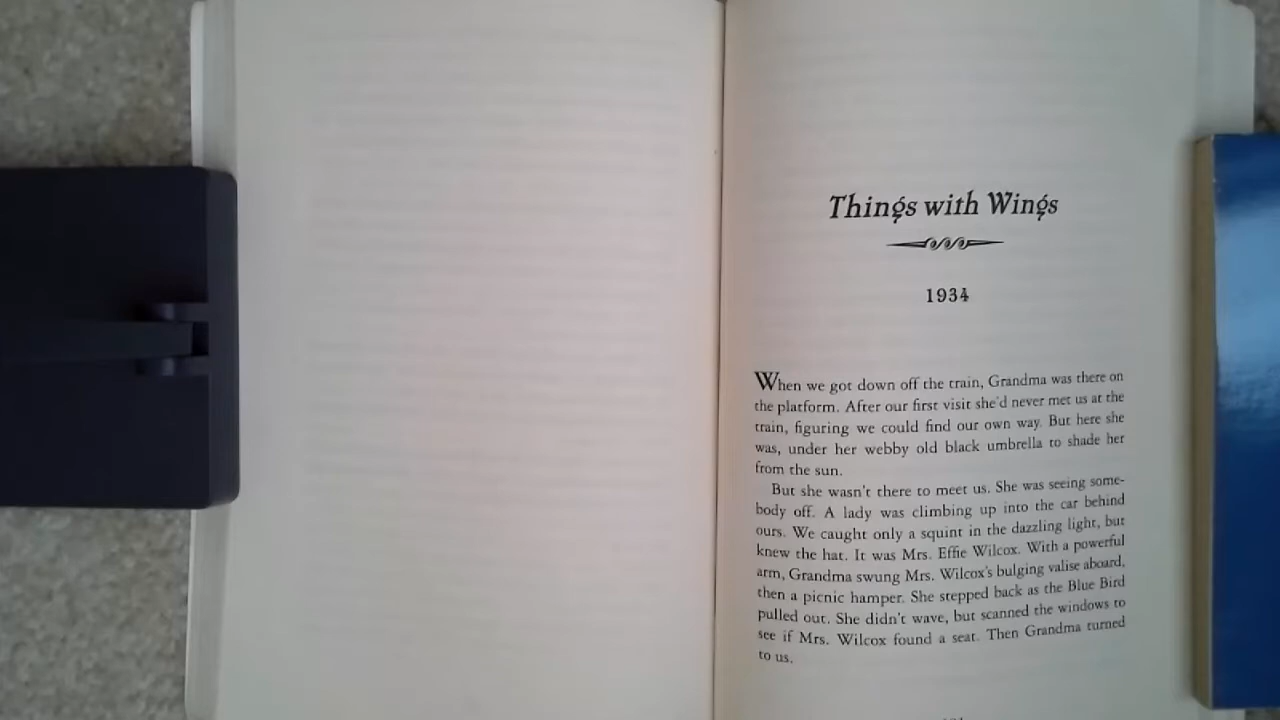 Things with Wings
1934
When we got down off the train, Grandma was there on
the platform. After our first visit she'd never met us at the
train, figuring we could find our own way. But here she
was, under her webby old black umbrella to shade her
from the sun.
But she wasn't there to meet us. She was seeing some-
body off. A lady was climbing up into the car behind
ours. We caught only a squint in the dazzling light, but
knew the hat. It was Mrs. Effie Wilcox. With a powerful
arm, Grandma swung Mrs. Wilcox's bulging valise aboard,
then a picnic hamper. She stepped back as the Blue Bird
pulled out. She didn't wave, but scanned the windows to
see if Mrs. Wilcox found a seat. Then Grandma turned
to us.